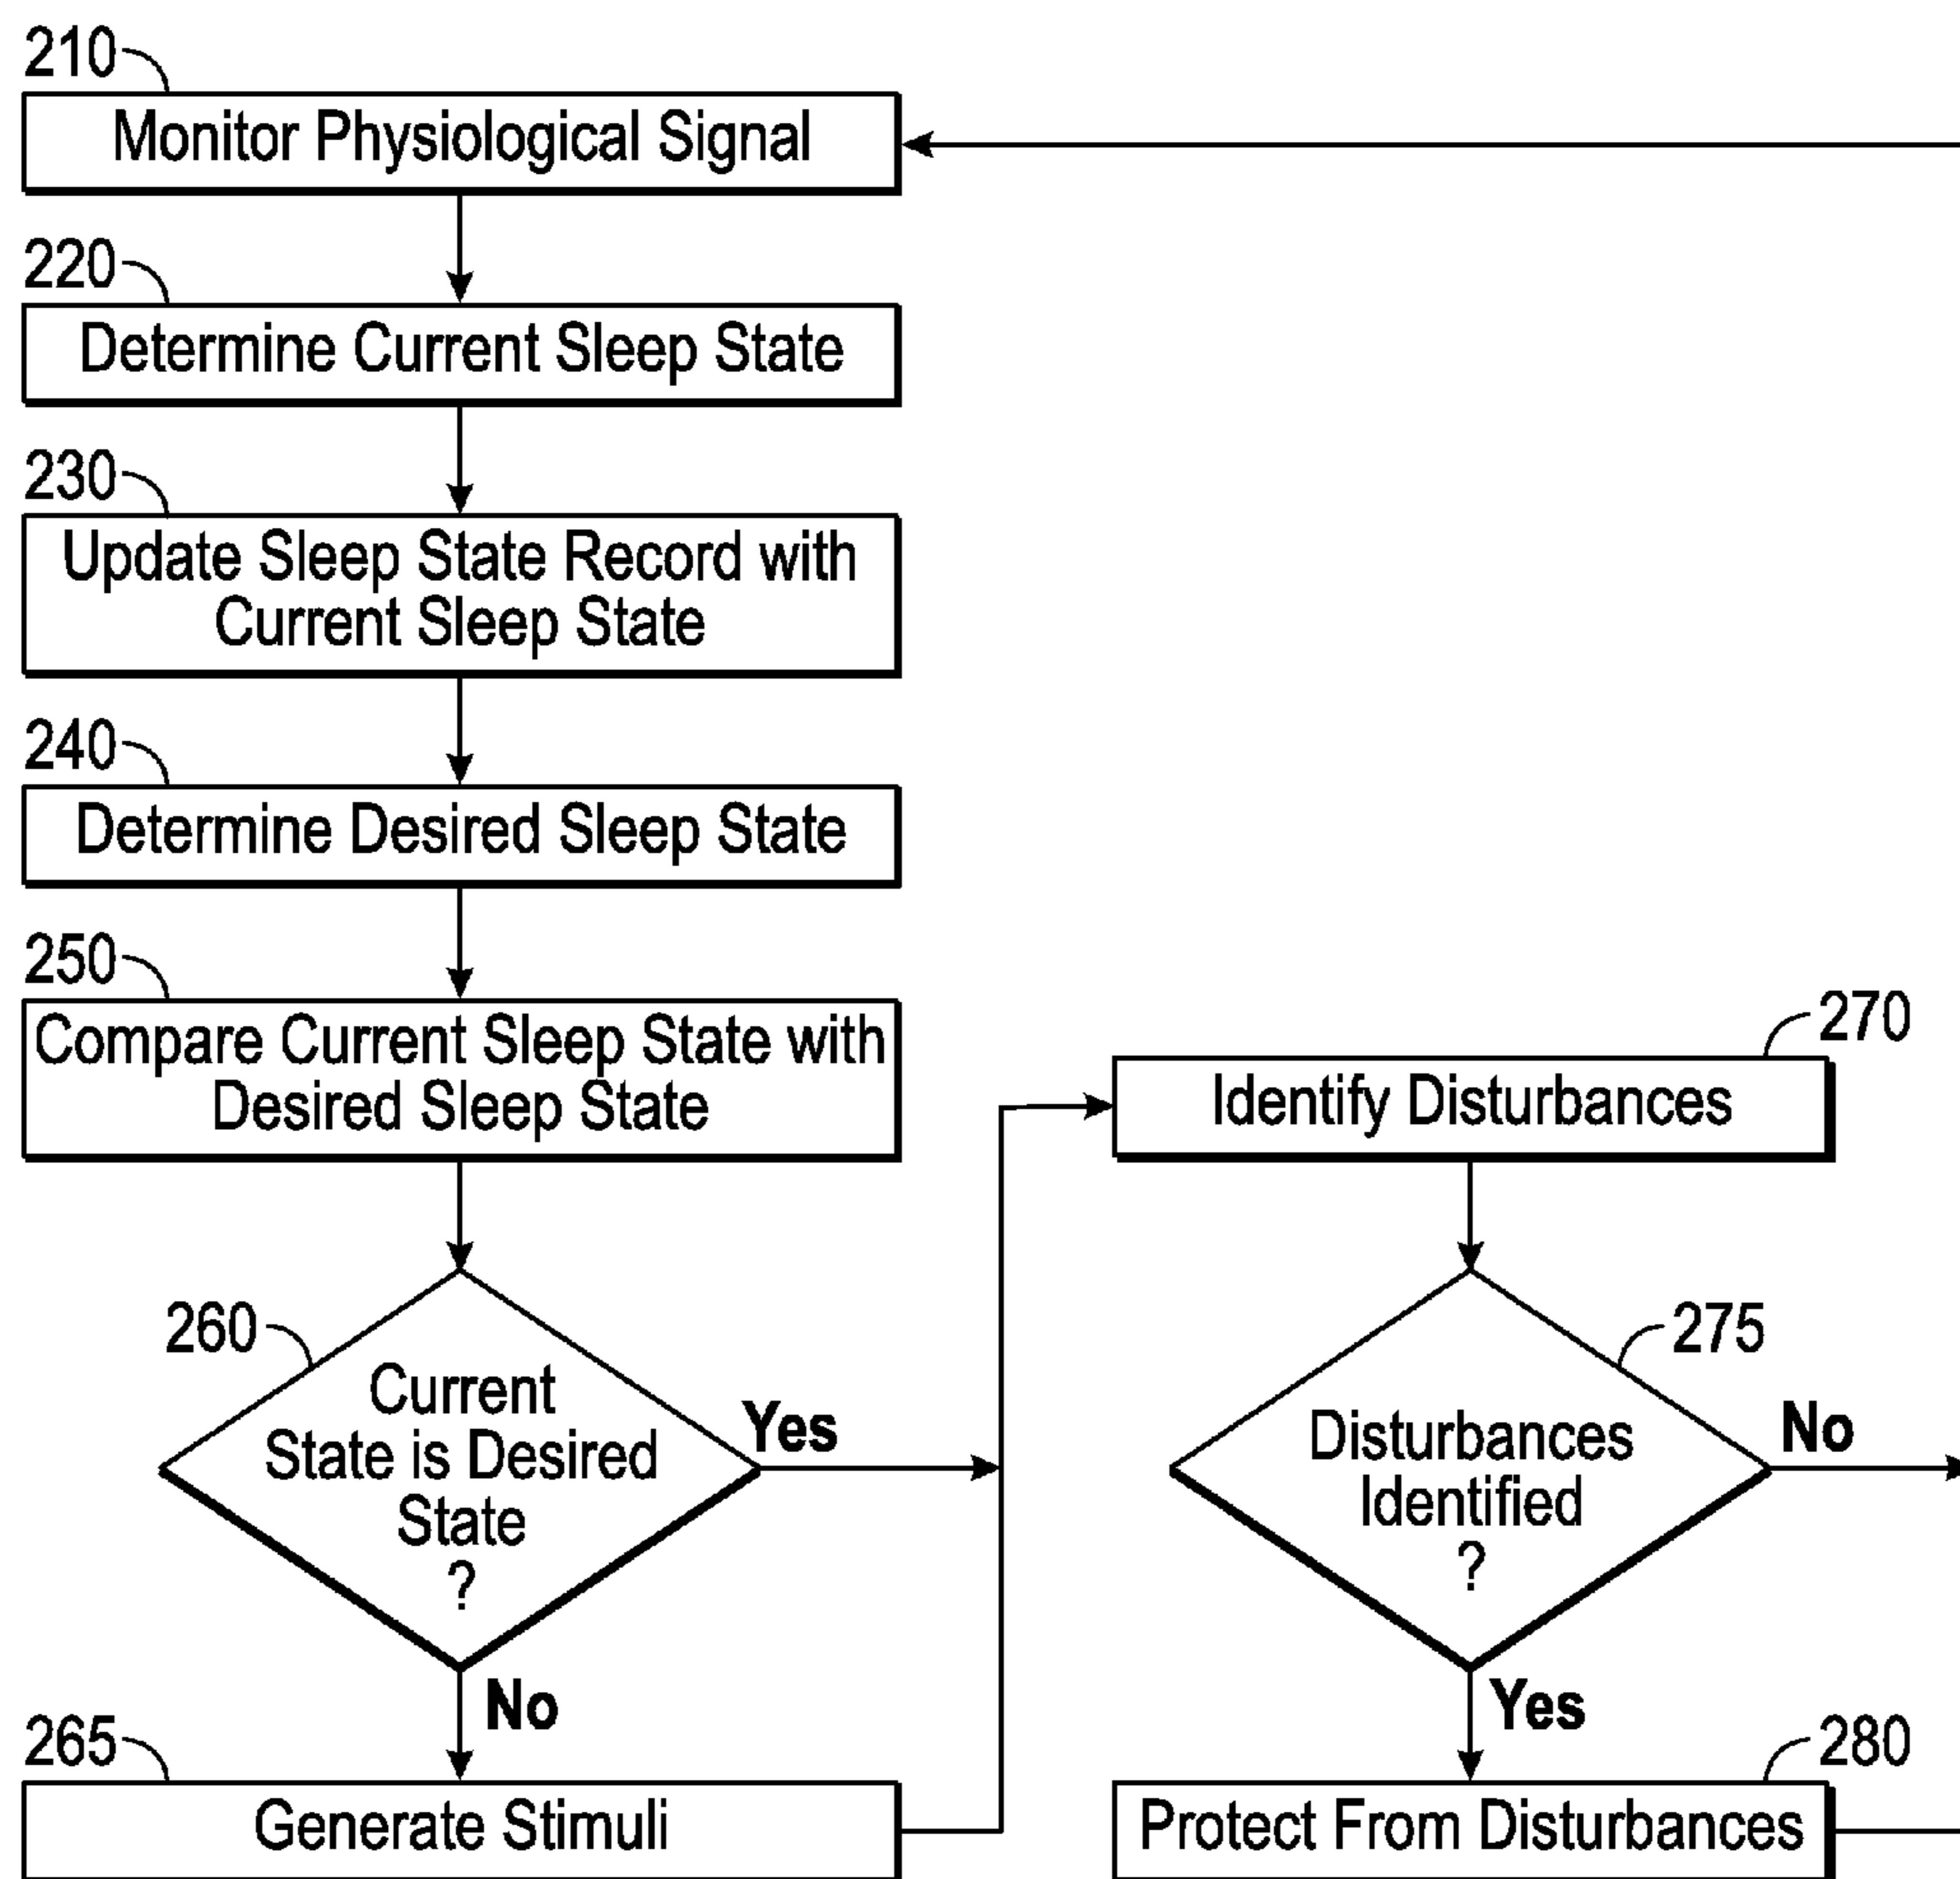 210
Monitor Physiological Signal
220
Determine Current Sleep State
230
Update Sleep State Record with
Current Sleep State
240
Determine Desired Sleep State
250
Compare Current Sleep State with
Desired Sleep State
260
Current
State is Desired
State
?
Yes
No
265
Generate Stimuli
270
Identify Disturbances
275
Disturbances
Identified
?
No
Yes
280
Protect From Disturbances